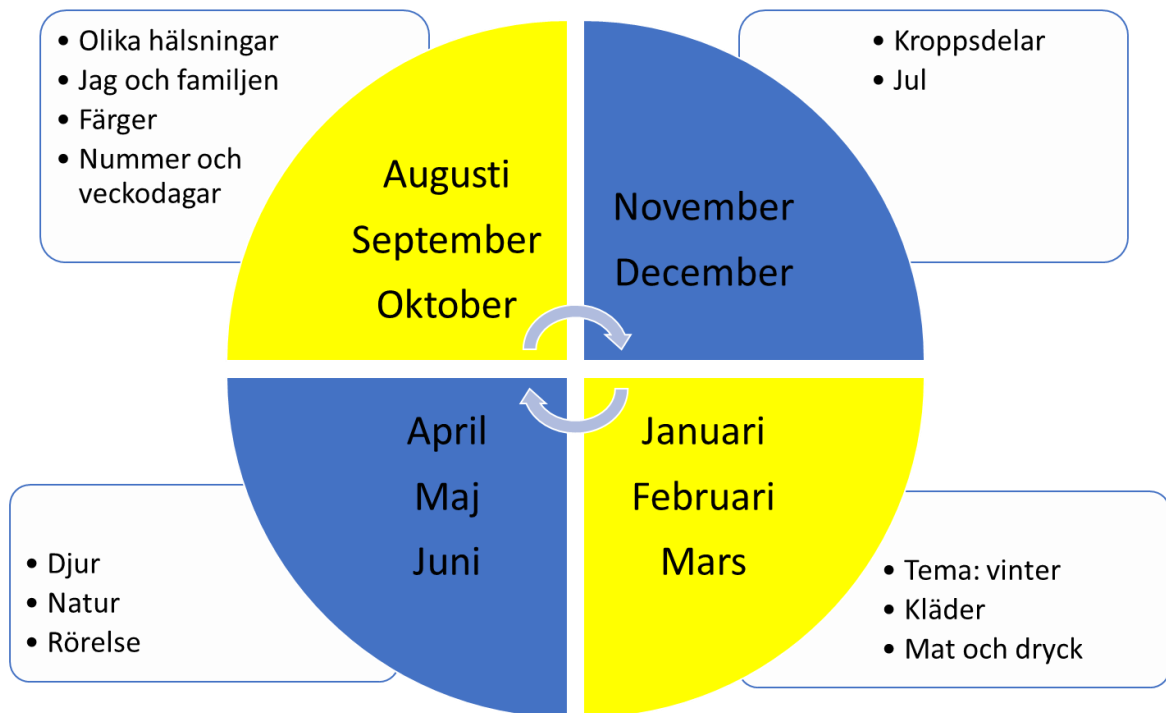 • Olika hälsningar
• Jag och familjen
• Färger
• Nummer och
veckodagar
Augusti
September
Oktober
• Kroppsdelar
• Jul
November
December
Januari
Februari
Mars
• Tema: vinter
• Kläder
• Mat och dryck
April
Maj
Juni
• Djur
• Natur
• Rörelse